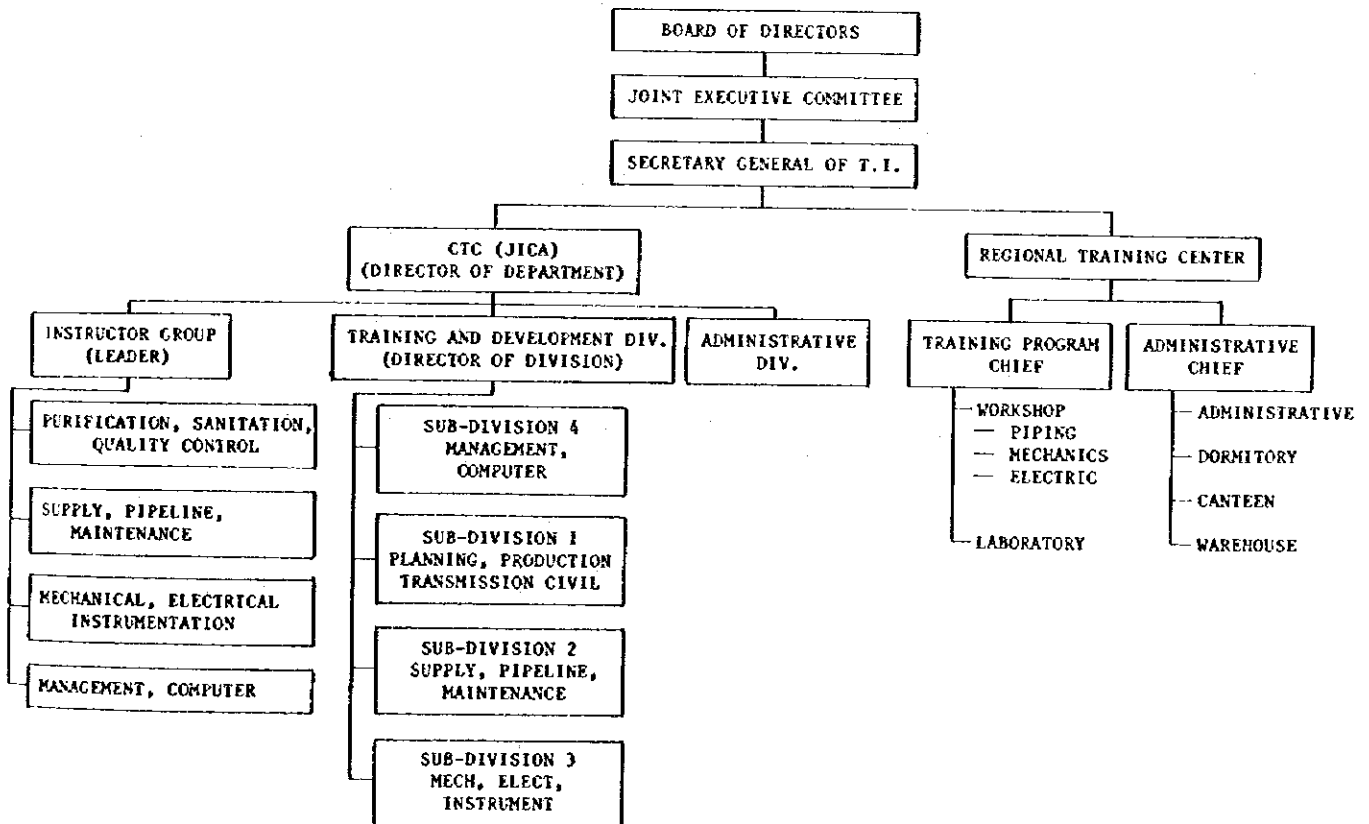 BOARD OF DIRECTORS
JOINT EXECUTIVE COMMITTEE
SECRETARY GENERAL OF T.I.
CTC (JICA)
(DIRECTOR OF DEPARTMENT)
REGIONAL TRAINING CENTER
INSTRUCTOR GROUP
(LEADER)
TRAINING AND DEVELOPMENT DIV.
(DIRECTOR OF DIVISION)
ADMINISTRATIVE
DIV.
TRAINING PROGRAM
CHIEF
ADMINISTRATIVE
CHIEF
PURIFICATION, SANITATION,
QUALITY CONTROL
SUPPLY, PIPELINE,
MAINTENANCE
MECHANICAL, ELECTRICAL
INSTRUMENTATION
MANAGEMENT, COMPUTER
SUB-DIVISION 4
MANAGEMENT,
COMPUTER
SUB-DIVISION 1
PLANNING, PRODUCTION
TRANSMISSION CIVIL
SUB-DIVISION 2
SUPPLY, PIPELINE,
MAINTENANCE
SUB-DIVISION 3
MECH, ELECT,
INSTRUMENT
WORKSHOP
— PIPING
— MECHANICS
— ELECTRIC
LABORATORY
ADMINISTRATIVE
DORMITORY
CANTEEN
WAREHOUSE